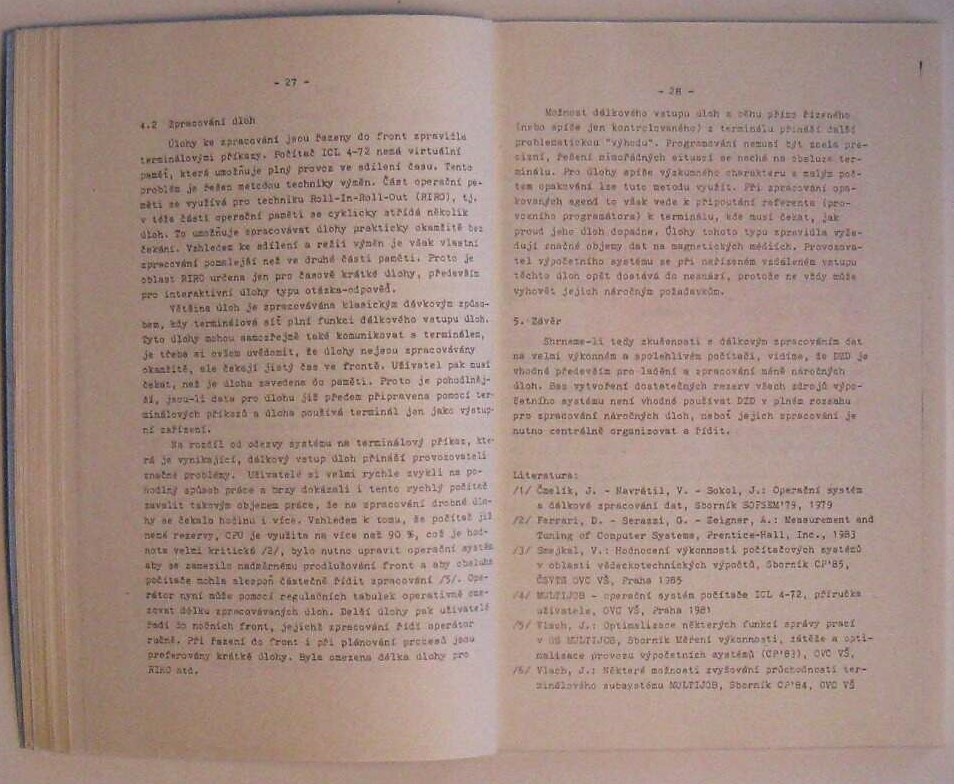 - 27 -
4.2 Zpracování úloh
Úlohy ke zpracování jsou řazeny do front zpravidla
terminálovými příkazy. Počítač ICL 4-72 nemá virtuální
paměť, která umožňuje plný provoz ve sdílení času. Tento
problém je řešen metodou techniky výměn. Část operační pa-
měti se využívá pro techniku Roll-In-Roll-Out (RIRO), tj.
v téže části operační paměti se cyklicky střídá několik
úloh. To umožňuje zpracovávat úlohy prakticky okamžitě bez
čekání. Vzhledem ke sdílení a režii výměn je však vlastní
zpracování pomalejší než ve druhé části paměti. Proto je
oblast RIRO určena jen pro časově krátké úlohy, především
pro interaktivní úlohy typu otázka-odpověď.
Většina úloh je zpracovávána klasickým dávkovým způso-
bem, kdy terminálová síť plní funkci dálkového vstupu úloh.
Tyto úlohy mohou samozřejmě také komunikovat s terminálem,
je třeba si ovšem uvědomit, že úlohy nejsou zpracovávány
okamžitě, ale čekají jistý čas ve frontě. Uživatel pak musí
čekat, než je úloha zavedena do paměti. Proto je pohodlněj-
ší, jsou-li data pro úlohu již předem připravena pomocí ter-
minálových příkazů a úloha používá terminál jen jako výstup-
ní zařízení.
Na rozdíl od odezvy systému na terminálový příkaz, kte-
rá je vynikající, dálkový vstup úloh přináší provozovateli
značné problémy. Uživatelé si velmi rychle zvykli na po-
hodlný způsob práce a brzy dokázali i tento rychlý počítač
zavalit takovým objemem práce, že na zpracování drobné úlo-
hy se čekalo hodinu i více. Vzhledem k tomu, že počítač již
nemá rezervy, CPU je využita na více než 90 %, což je hod-
nota velmi kritická /2/, bylo nutno upravit operační systém
aby se zamezilo nadměrnému prodlužování front a aby obsluha
počítače mohla alespoň částečně řídit zpracování /5/. Ope-
rátor nyní může pomocí regulačních tabulek operativně ome-
zovat délku zpracovávaných úloh. Delší úlohy pak uživatelé
řadí do nočních front, jejichž zpracování řídí operátor
ručně. Při řazení do front i při plánování procesů jsou
preferovány krátké úlohy. Byla omezena délka úlohy pro
RIRO atd.
- 28 -
Možnost dálkového vstupu úloh a běhu přímo řízeného
(nebo spíše jen kontrolovaného) z terminálu přináší další
problematickou "výhodu". Programování nemusí být zcela pre-
cizní, řešení mimořádných situací se nechá na obsluze ter-
minálu. Pro úlohy spíše výzkumného charakteru s malým poč-
tem opakování lze tuto metodu využít. Při zpracování opa-
kovaných agend to však vede k připoutání referenta (pro-
vozního programátora) k terminálu, kde musí čekat, jak
proud jeho úloh dopadne. Úlohy tohoto typu zpravidla vyža-
dují značné objemy dat na magnetických médiích. Provozova-
tel výpočetního systému se při neřízeném vzdáleném vstupu
těchto úloh opět dostává do nesnází, protože ne vždy může
vyhovět jejich náročným požadavkům.
5. Závěr
Shrneme-li tedy zkušenosti s dálkovým zpracováním dat
na velmi výkonném a spolehlivém počítači, vidíme, že DZD je
vhodné především pro ladění a zpracování méně náročných
úloh. Bez vytvoření dostatečných rezerv všech zdrojů výpo-
četního systému není vhodné používat DZD v plném rozsahu
pro zpracování náročných úloh, neboť jejich zpracování je
nutno centrálně organizovat a řídit.
Literatura:
/1/ Čmelík, J. - Navrátil, V. - Sokol, J.: Operační systém
a dálkové zpracování dat, Sborník SOFSEM'79, 1979
/2/ Ferrari, D. - Serazzi, G. - Zeigner, A.: Measurement and
Tuning of Computer Systems, Prentice-Hall, Inc., 1983
/3/ Smejkal, V.: Hodnocení výkonnosti počítačových systémů
v oblasti vědeckotechnických výpočtů, Sborník CP'85,
ČSVTS OVC VŠ, Praha 1985
/4/ MULTIJOB - operační systém počítače ICL 4-72, příručka
uživatele, OVC VŠ, Praha 1981
/5/ Vlach, J.: Optimalizace některých funkcí správy prací
v OS MULTIJOB, Sborník Měření výkonnosti, zátěže a opti-
malizace provozu výpočetních systémů (CP'83), OVC VŠ,
/6/ Vlach, J.: Některé možnosti zvyšování průchodnosti ter-
minálového subsystému MULTIJOB, Sborník CP'84, OVC VŠ